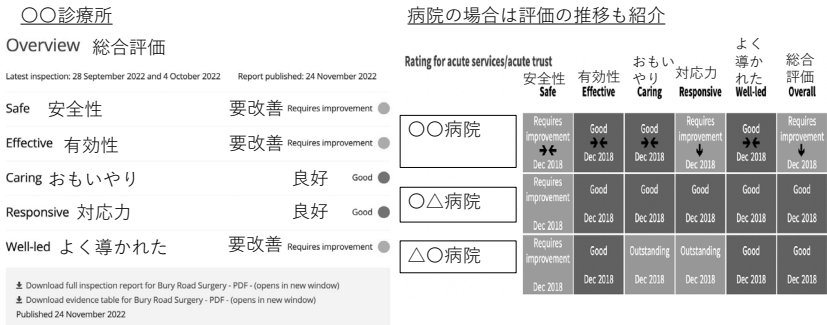 〇〇診療所
Overview 総合評価
Latest inspection: 28 September 2022 and 4 October 2022 Report published: 24 November 2022
Safe 安全性 要改善 Requires improvement
Effective 有効性 要改善 Requires improvement
Caring おもいやり 良好 Good
Responsive 対応力 良好 Good
Well-led よく導かれた 要改善 Requires improvement
Download full inspection report for Bury Road Surgery - PDF - (opens in new window)
Download evidence table for Bury Road Surgery - PDF - (opens in new window)
Published 24 November 2022
病院の場合は評価の推移も紹介
Rating for acute services/acute trust
安全性
Safe
有効性
Effective
おもい
やり
Caring
対応力
Responsive
よく
導か
れた
Well-led
総合
評価
Overall
〇〇病院
Requires
improvement
→←
Dec 2018
Good
→←
Dec 2018
Good
→←
Dec 2018
Requires
improvement
↓
Dec 2018
Good
→←
Dec 2018
Requires
improvement
↓
Dec 2018
〇△病院
Requires
improvement
Dec 2018
Good
Dec 2018
Good
Dec 2018
Good
Dec 2018
Good
Dec 2018
Good
Dec 2018
△〇病院
Requires
improvement
Dec 2018
Good
Dec 2018
Outstanding
Dec 2018
Outstanding
Dec 2018
Good
Dec 2018
Good
Dec 2018